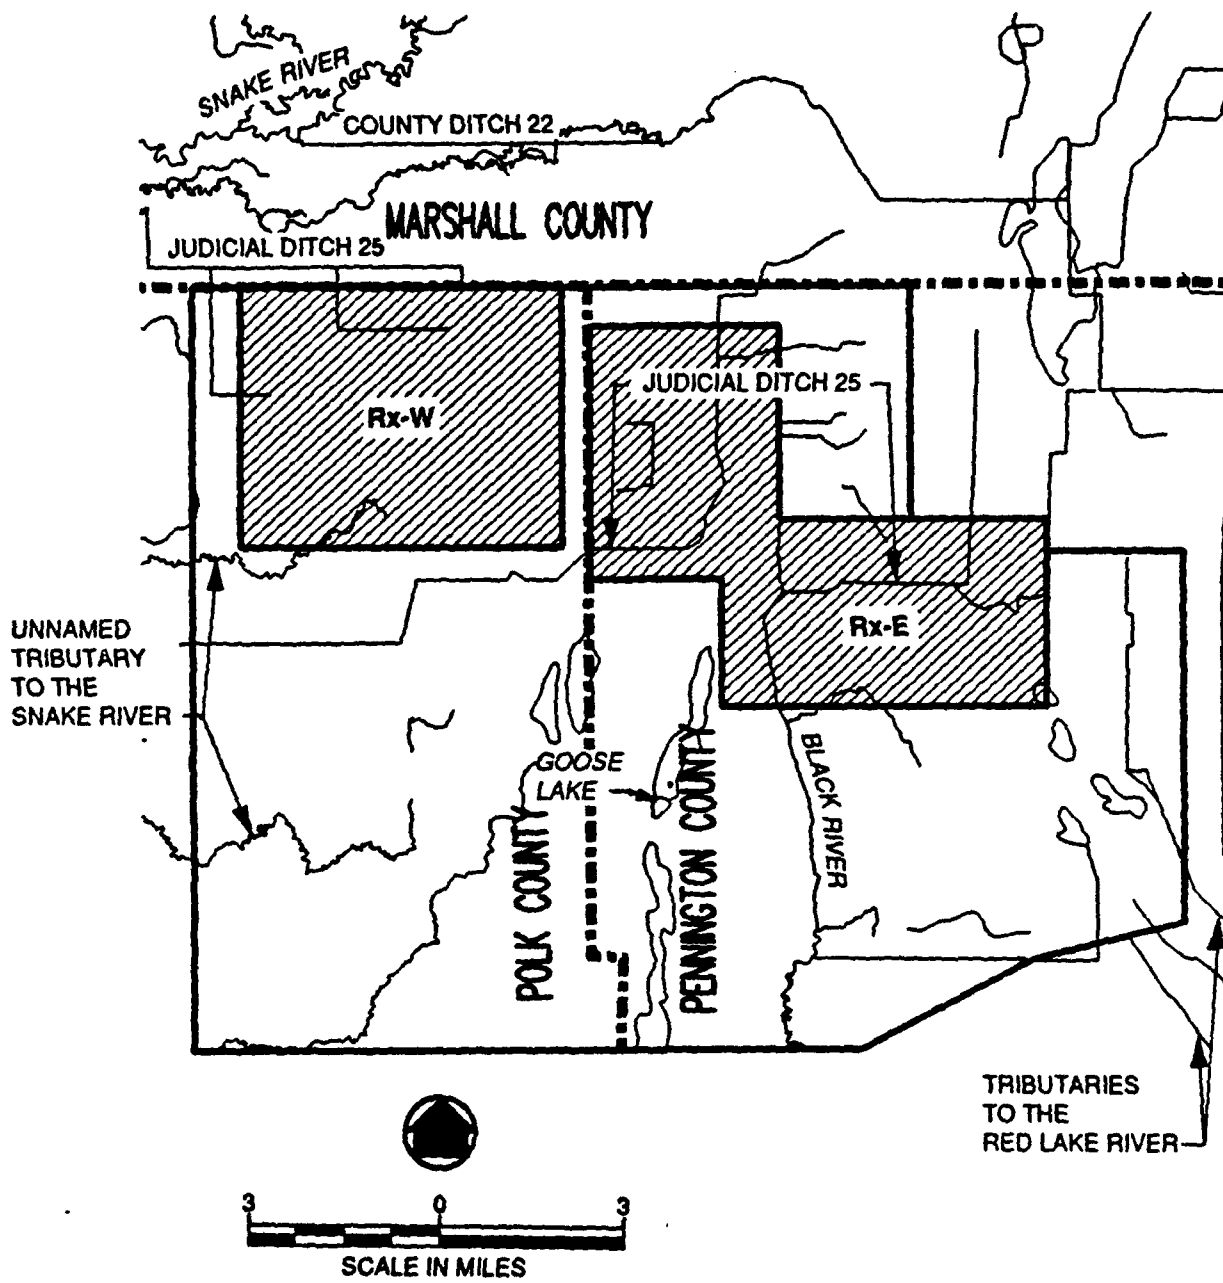 SNAKE RIVER
COUNTY DITCH 22
MARSHALL COUNTY
JUDICIAL DITCH 25
JUDICIAL DITCH 25
Rx-W
Rx-E
UNNAMED
TRIBUTARY
TO THE
SNAKE RIVER
GOOSE
LAKE
POLK COUNTY
PENNINGTON COUNTY
BLACK RIVER
TRIBUTARIES
TO THE
RED LAKE RIVER
3 0 3
SCALE IN MILES